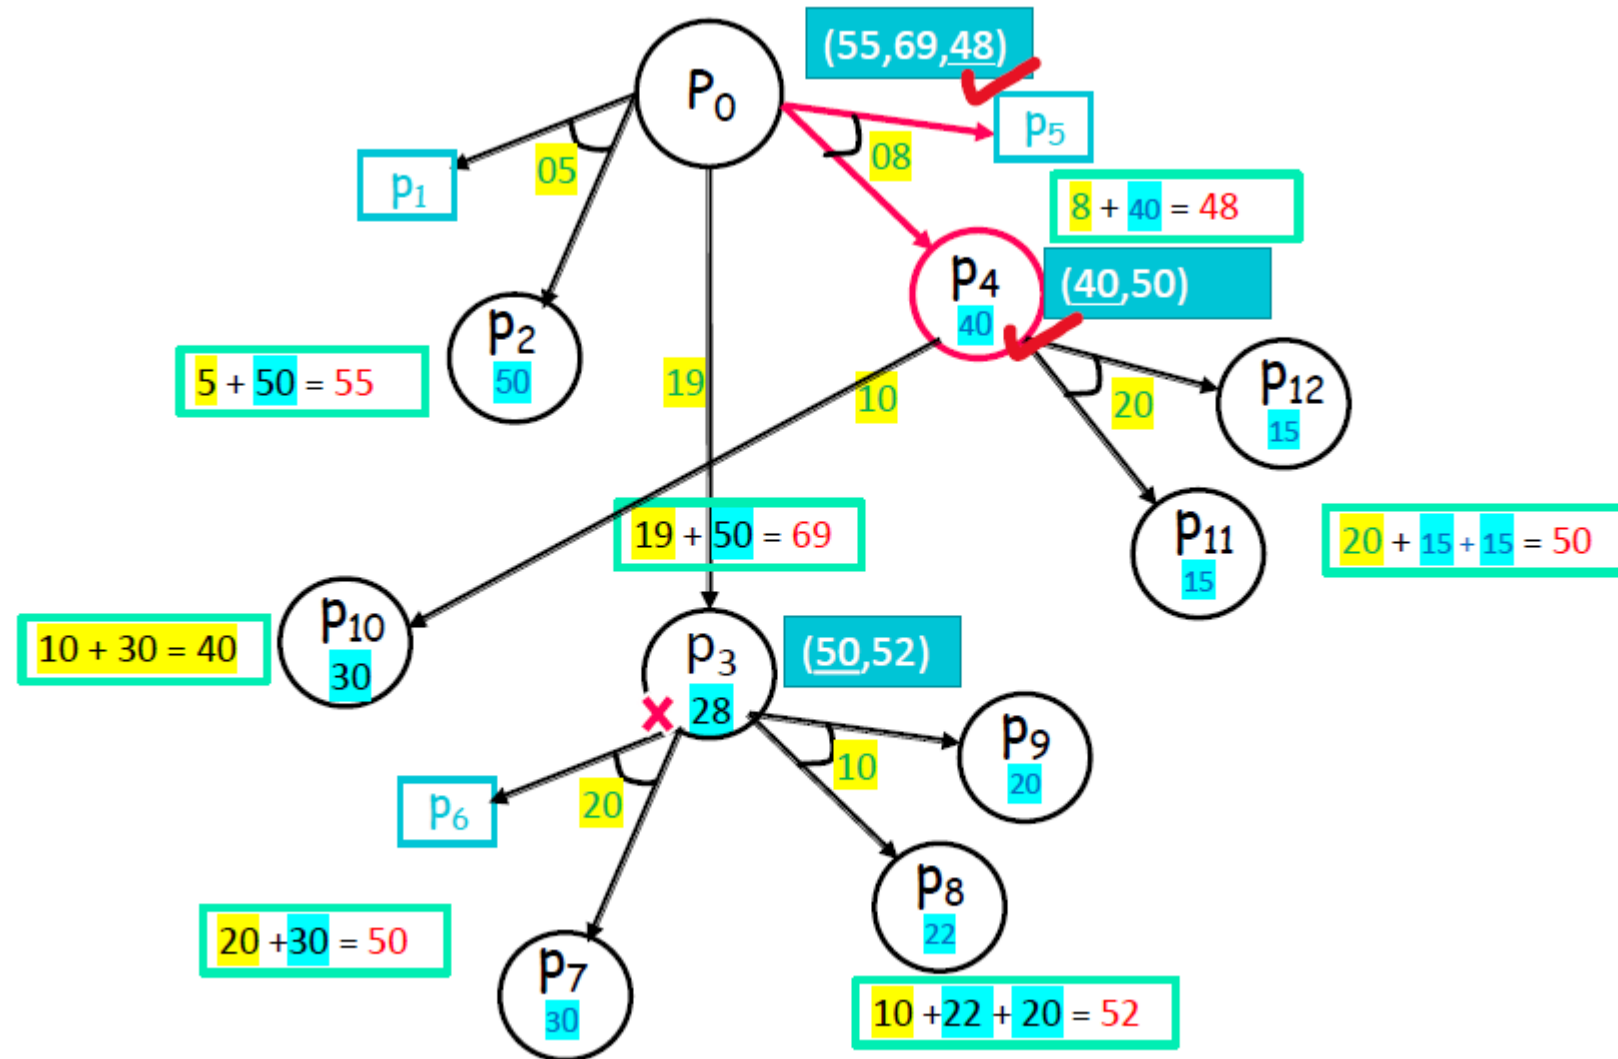 (55,69,48)
P0
p5
p1
05
08
8 + 40 = 48
p4
40
(40,50)
p2
50
5 + 50 = 55
19
10
20
p12
15
19 + 50 = 69
p11
15
20 + 15 + 15 = 50
p10
30
10 + 30 = 40
p3
28
(50,52)
p9
20
10
p6
20
p8
22
20 +30 = 50
p7
30
10 +22 + 20 = 52